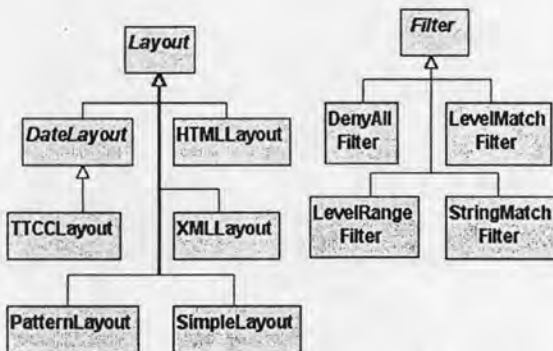 Layout
DateLayout
HTMLLayout
TTCCLayout
XMLLayout
PatternLayout
SimpleLayout
Filter
DenyAll
Filter
LevelMatch
Filter
LevelRange
Filter
StringMatch
Filter